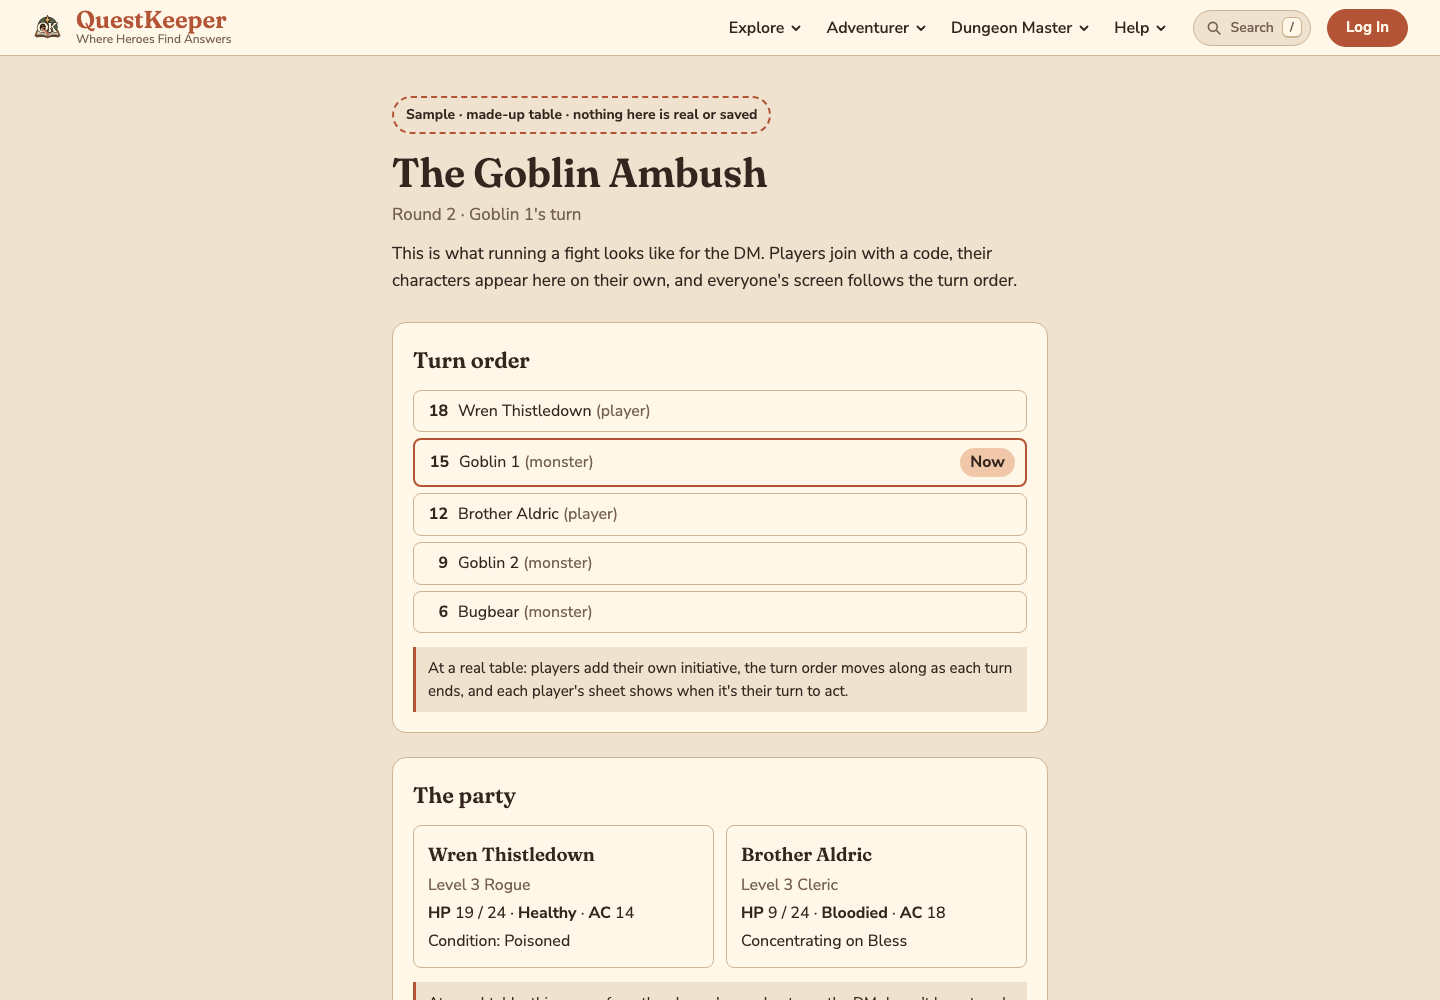 QuestKeeper
Where Heroes Find Answers
Explore
Adventurer
Dungeon Master
Help
Search /
Log In
Sample · made-up table · nothing here is real or saved
The Goblin Ambush
Round 2 · Goblin 1's turn
This is what running a fight looks like for the DM. Players join with a code, their
characters appear here on their own, and everyone's screen follows the turn order.
Turn order
18 Wren Thistledown (player)
15 Goblin 1 (monster) Now
12 Brother Aldric (player)
9 Goblin 2 (monster)
6 Bugbear (monster)
At a real table: players add their own initiative, the turn order moves along as each turn
ends, and each player's sheet shows when it's their turn to act.
The party
Wren Thistledown
Level 3 Rogue
HP 19 / 24 · Healthy · AC 14
Condition: Poisoned
Brother Aldric
Level 3 Cleric
HP 9 / 24 · Bloodied · AC 18
Concentrating on Bless